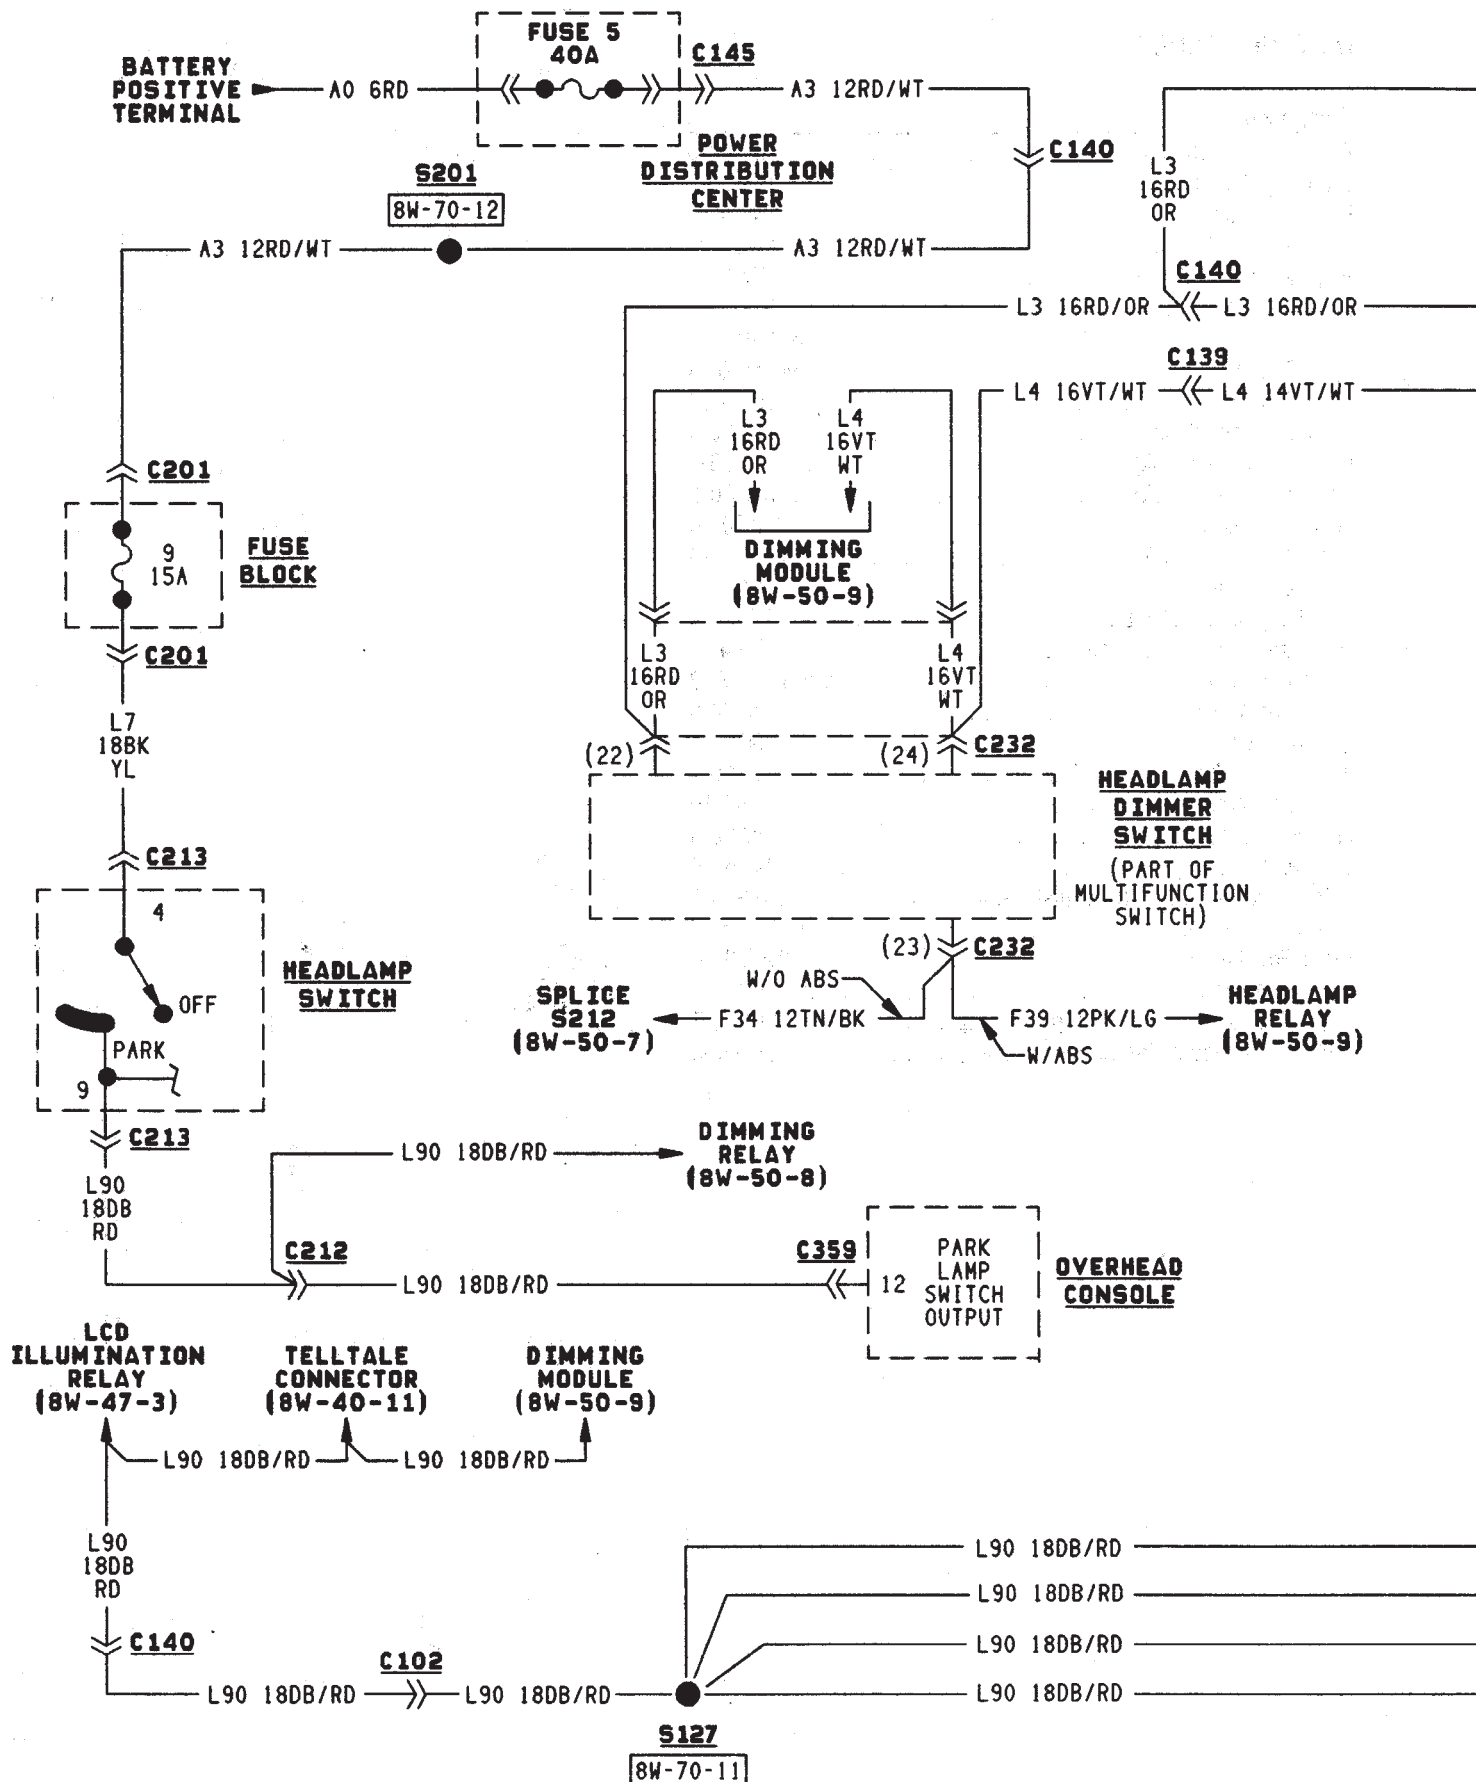 FUSE 5
40A
C145
BATTERY
POSITIVE
TERMINAL
A0 6RD
A3 12RD/WT
POWER
DISTRIBUTION
CENTER
C140
L3
16RD
OR
S201
8W-70-12
A3 12RD/WT
A3 12RD/WT
C140
L3 16RD/OR
L3 16RD/OR
C139
L4 16VT/WT
L4 14VT/WT
L3
16RD
OR
L4
16VT
WT
DIMMING
MODULE
(8W-50-9)
C201
9
15A
FUSE
BLOCK
C201
L3
16RD
OR
L4
16VT
WT
L7
18BK
YL
(22)
(24)
C232
HEADLAMP
DIMMER
SWITCH
(PART OF
MULTIFUNCTION
SWITCH)
C213
4
OFF
PARK
9
HEADLAMP
SWITCH
(23)
C232
W/O ABS
SPLICE
S212
(8W-50-7)
F34 12TN/BK
F39 12PK/LG
W/ABS
HEADLAMP
RELAY
(8W-50-9)
C213
L90
18DB
RD
L90 18DB/RD
DIMMING
RELAY
(8W-50-8)
C212
L90 18DB/RD
C359
12
PARK
LAMP
SWITCH
OUTPUT
OVERHEAD
CONSOLE
LCD
ILLUMINATION
RELAY
(8W-47-3)
TELLTALE
CONNECTOR
(8W-40-11)
DIMMING
MODULE
(8W-50-9)
L90 18DB/RD
L90 18DB/RD
L90
18DB
RD
L90 18DB/RD
L90 18DB/RD
L90 18DB/RD
C140
C102
L90 18DB/RD
L90 18DB/RD
L90 18DB/RD
S127
8W-70-11